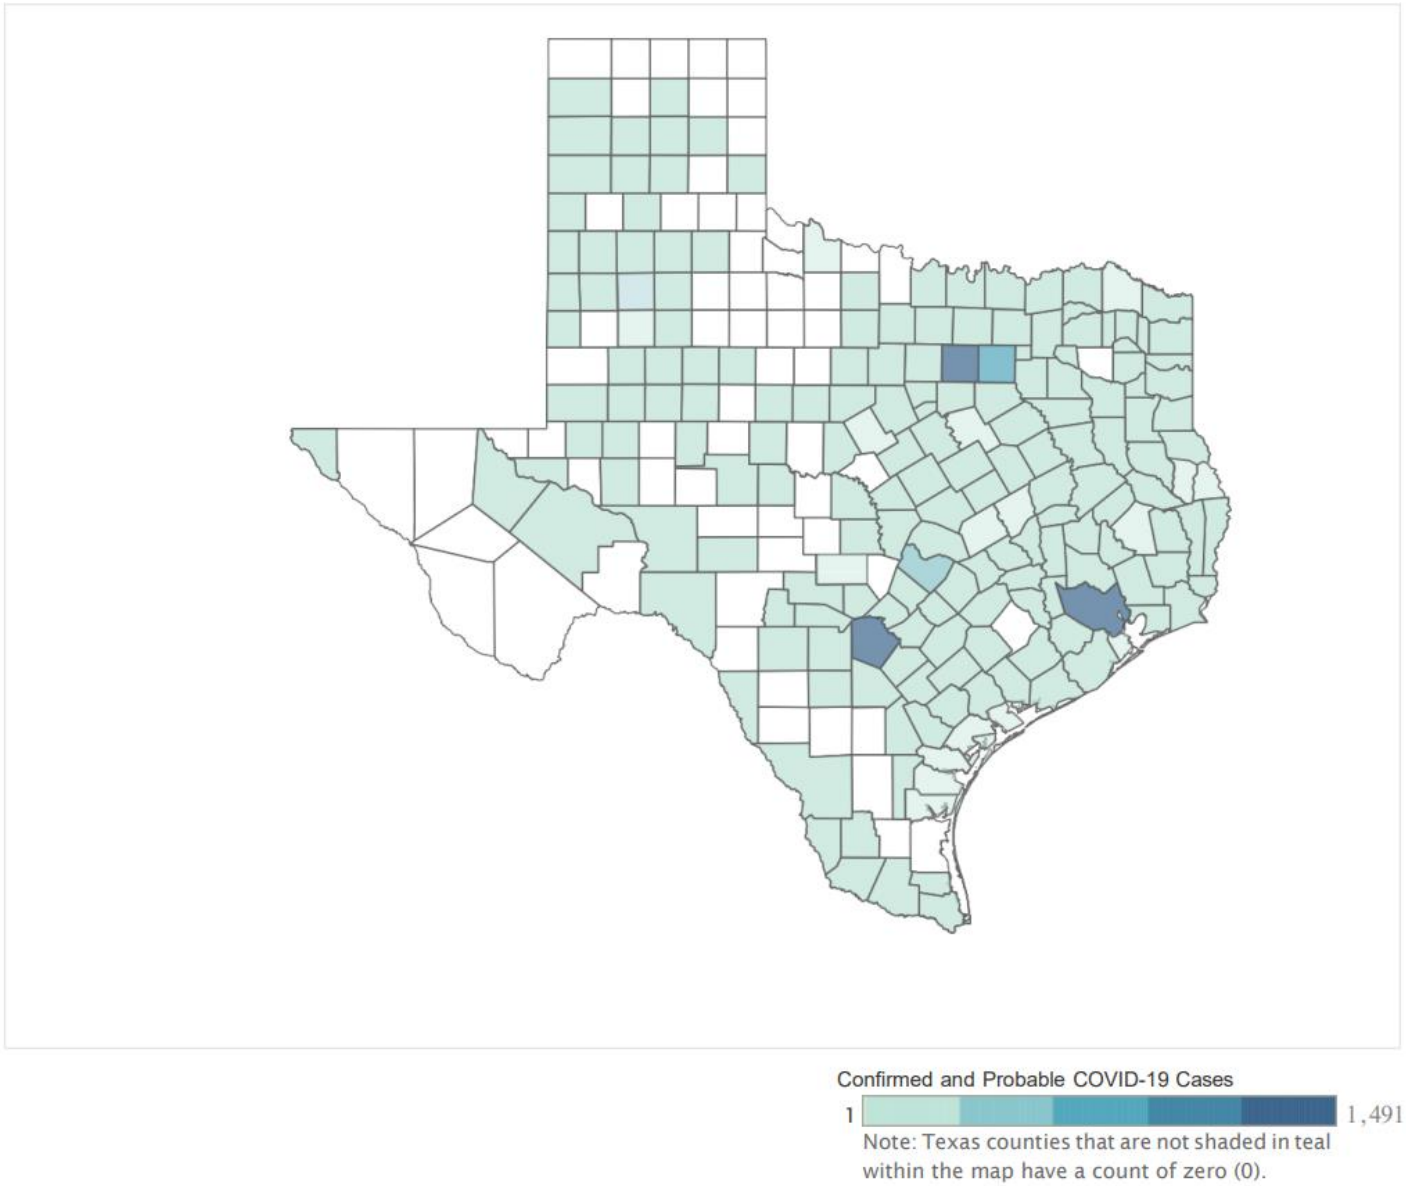 Confirmed and Probable COVID-19 Cases
1 1,491
Note: Texas counties that are not shaded in teal
within the map have a count of zero (0).